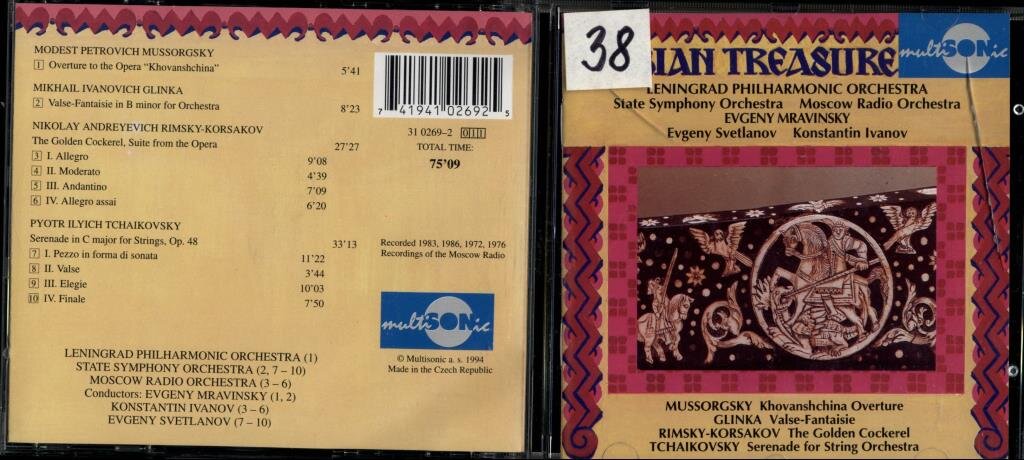 MODEST PETROVICH MUSSORGSKY
1 Overture to the Opera “Khovanshchina” 5’41
MIKHAIL IVANOVICH GLINKA
2 Valse-Fantaisie in B minor for Orchestra 8’23
NIKOLAY ANDREYEVICH RIMSKY-KORSAKOV
The Golden Cockerel, Suite from the Opera 27’27
3 I. Allegro 9’08
4 II. Moderato 4’39
5 III. Andantino 7’09
6 IV. Allegro assai 6’20
PYOTR ILYICH TCHAIKOVSKY
Serenade in C major for Strings, Op. 48 33’13
7 I. Pezzo in forma di sonata 11’22
8 II. Valse 3’44
9 III. Elegie 10’03
10 IV. Finale 7’50
LENINGRAD PHILHARMONIC ORCHESTRA (1)
STATE SYMPHONY ORCHESTRA (2, 7 – 10)
MOSCOW RADIO ORCHESTRA (3 – 6)
Conductors: EVGENY MRAVINSKY (1, 2)
KONSTANTIN IVANOV (3 – 6)
EVGENY SVETLANOV (7 – 10)
7 41941 02692 5
31 0269–2 011
TOTAL TIME:
75’09
Recorded 1983, 1986, 1972, 1976
Recordings of the Moscow Radio
multiSONic
© Multisonic a. s. 1994
Made in the Czech Republic
38
SIAN TREASURE
multiSONic
LENINGRAD PHILHARMONIC ORCHESTRA
State Symphony Orchestra Moscow Radio Orchestra
EVGENY MRAVINSKY
Evgeny Svetlanov Konstantin Ivanov
MUSSORGSKY Khovanshchina Overture
GLINKA Valse-Fantaisie
RIMSKY-KORSAKOV The Golden Cockerel
TCHAIKOVSKY Serenade for String Orchestra